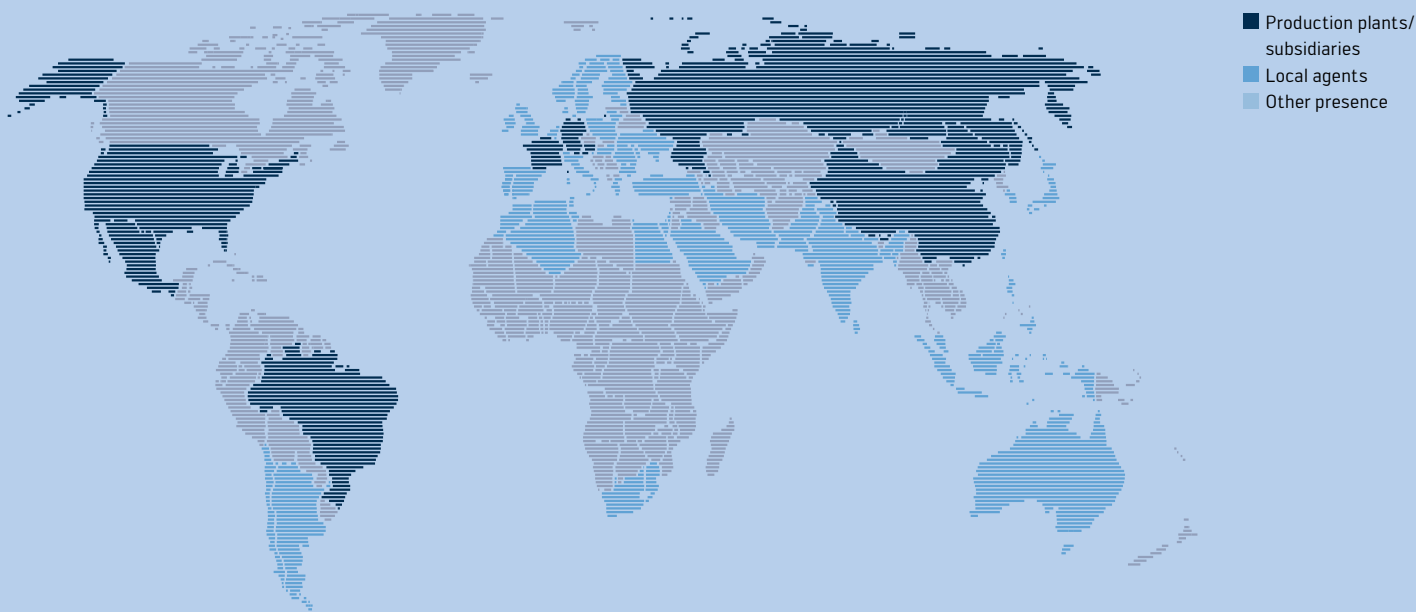 Production plants/
subsidiaries
Local agents
Other presence